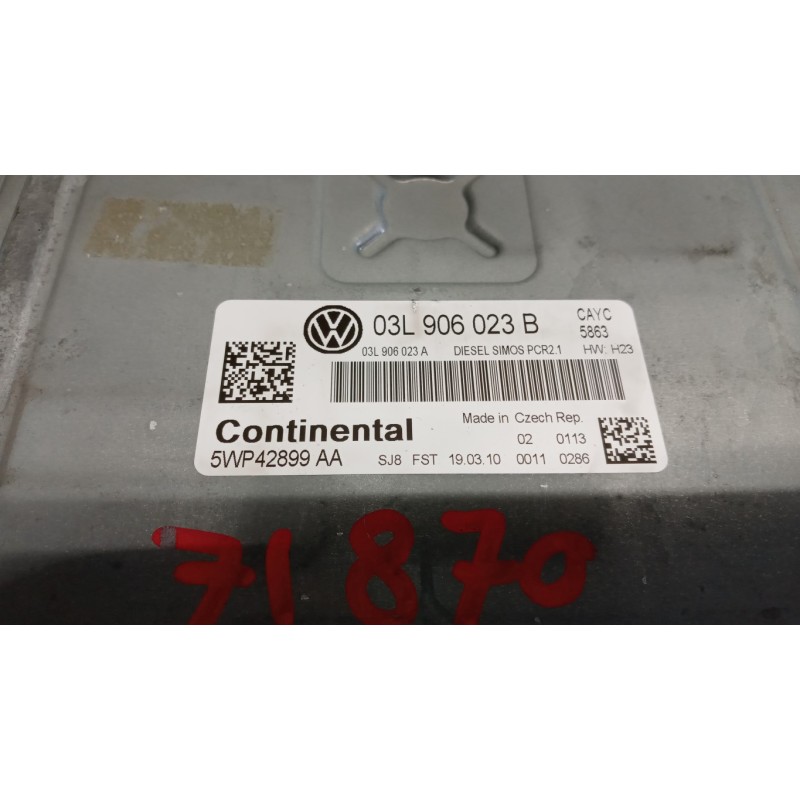 03L 906 023 B CAYC
5863
03L 906 023 A DIESEL SIMOS PCR2.1 HW: H23
Continental Made in Czech Rep.
02 0113
5WP42899 AA SJ8 FST 19.03.10 0011 0286
71870